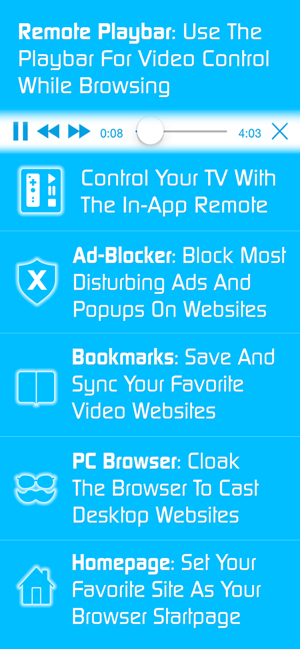 Remote Playbar: Use The
Playbar For Video Control
While Browsing
0:08
4:03
Control Your TV With
The In-App Remote
X
Ad-Blocker: Block Most
Disturbing Ads And
Popups On Websites
Bookmarks: Save And
Sync Your Favorite
Video Websites
PC Browser: Cloak
The Browser To Cast
Desktop Websites
Homepage: Set Your
Favorite Site As Your
Browser Startpage